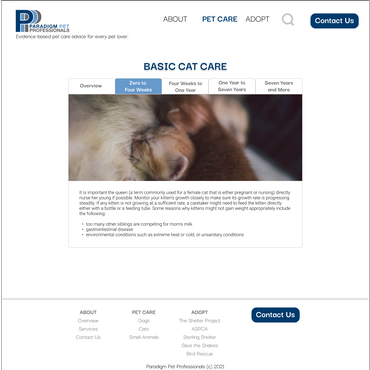 PARADIGM PET
PROFESSIONALS
Evidence-based pet care advice for every pet lover.
ABOUT PET CARE ADOPT Contact Us
BASIC CAT CARE
Overview
Zero to
Four Weeks
Four Weeks to
One Year
One Year to
Seven Years
Seven Years
and More
It is important the queen (a term commonly used for a female cat that is either pregnant or nursing) directly
nurse her young if possible. Monitor your kitten's growth closely to make sure its growth rate is progressing
steadily. If any kitten is not growing at a sufficient rate, a caretaker might need to feed the kitten directly
either with a bottle or a feeding tube. Some reasons why kittens might not gain weight appropriately include
the following:
• too many other siblings are competing for mom's milk
• gastrointestinal disease
• environmental conditions such as extreme heat or cold, or unsanitary conditions
ABOUT
Overview
Services
Contact Us
PET CARE
Dogs
Cats
Small Animals
ADOPT
The Shelter Project
ASPCA
Sterling Shelter
Save the Shakes
Bird Rescue
Contact Us
Paradigm Pet Professionals (c) 2021